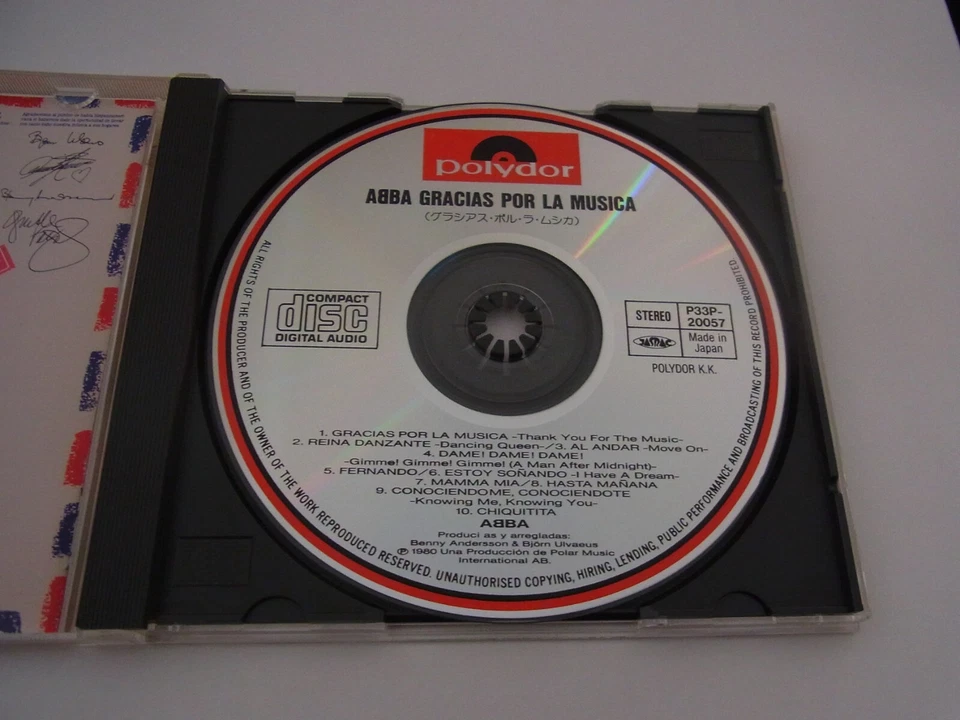 polydor
ABBA GRACIAS POR LA MUSICA
(グラシアス・ポル・ラ・ムシカ)
COMPACT
disc
DIGITAL AUDIO
STEREO
P33P-
20057
JASRAC
Made in
Japan
POLYDOR K.K.
1. GRACIAS POR LA MUSICA -Thank You For The Music-
2. REINA DANZANTE -Dancing Queen-/3. AL ANDAR -Move On-
4. DAME! DAME! DAME!
-Gimme! Gimme! Gimme! (A Man After Midnight)-
5. FERNANDO/6. ESTOY SOÑANDO -I Have A Dream-
7. MAMMA MIA/8. HASTA MAÑANA
9. CONOCIENDOME, CONOCIENDOTE
-Knowing Me, Knowing You-
10. CHIQUITITA
ABBA
Produci as y arregladas:
Benny Andersson & Björn Ulvaeus
℗ 1980 Una Producción de Polar Music
International AB.
ALL RIGHTS OF THE PRODUCER AND OF THE OWNER OF THE WORK REPRODUCED RESERVED. UNAUTHORISED COPYING, HIRING, LENDING, PUBLIC PERFORMANCE AND BROADCASTING OF THIS RECORD PROHIBITED